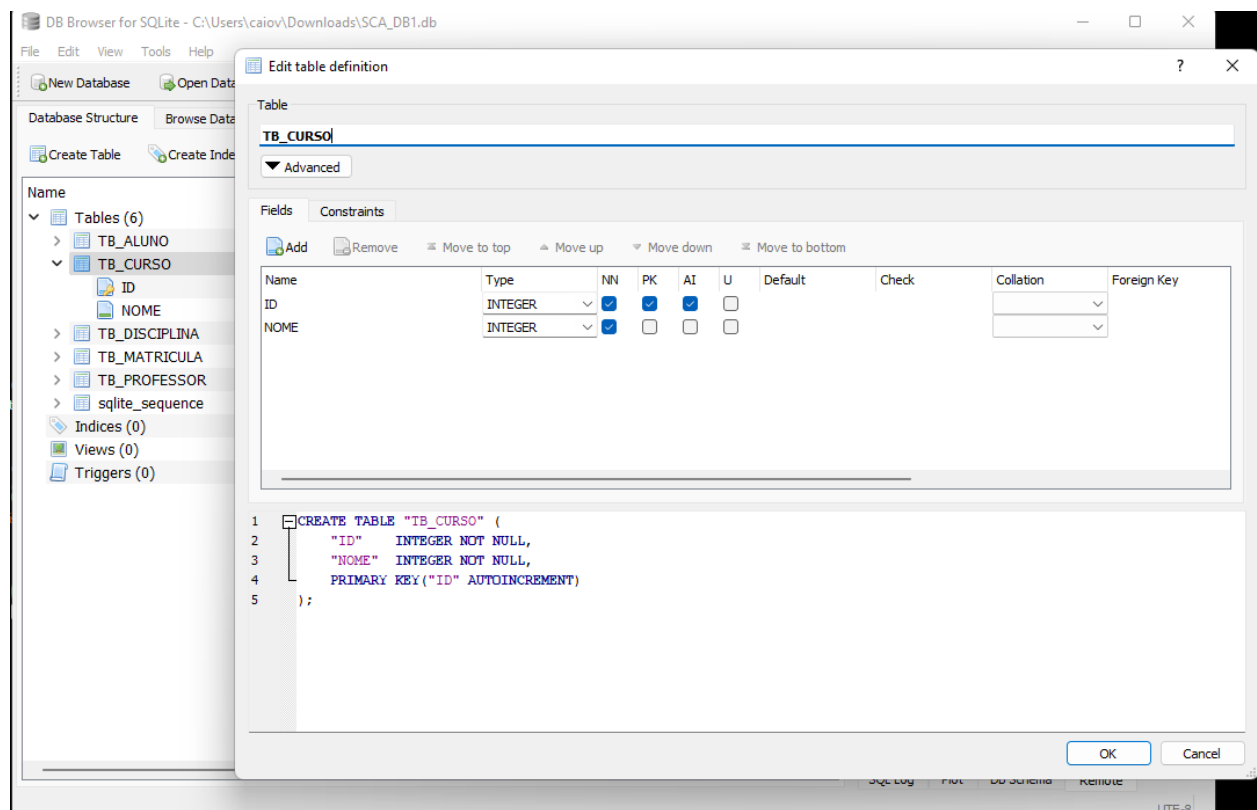 DB Browser for SQLite - C:\Users\caiov\Downloads\SCA_DB1.db
File Edit View Tools Help
New Database Open Data
Database Structure Browse Data
Create Table Create Inde
Name
Tables (6)
TB_ALUNO
TB_CURSO
ID
NOME
TB_DISCIPLINA
TB_MATRICULA
TB_PROFESSOR
sqlite_sequence
Indices (0)
Views (0)
Triggers (0)
Edit table definition ?
Table
TB_CURSO
Advanced
Fields Constraints
Add Remove Move to top Move up Move down Move to bottom
Name Type NN PK AI U Default Check Collation Foreign Key
ID INTEGER
NOME INTEGER
1 CREATE TABLE "TB_CURSO" (
2 "ID" INTEGER NOT NULL,
3 "NOME" INTEGER NOT NULL,
4 PRIMARY KEY("ID" AUTOINCREMENT)
5 );
OK Cancel
SQL Log Plot DB Schema Remote
UTF-8